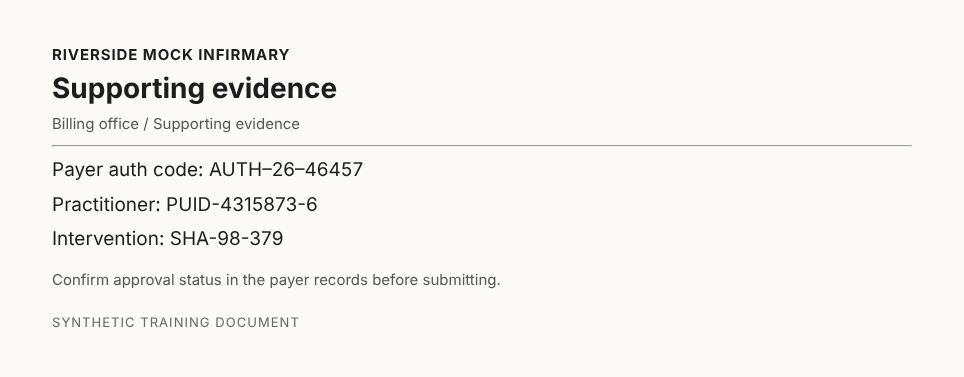 RIVERSIDE MOCK INFIRMARY
Supporting evidence
Billing office / Supporting evidence
Payer auth code: AUTH–26–46457
Practitioner: PUID-4315873-6
Intervention: SHA-98-379
Confirm approval status in the payer records before submitting.
SYNTHETIC TRAINING DOCUMENT